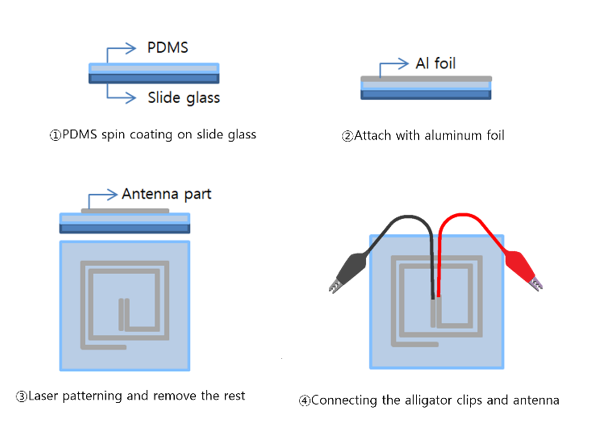 PDMS
Slide glass
①PDMS spin coating on slide glass
Al foil
②Attach with aluminum foil
Antenna part
③Laser patterning and remove the rest
④Connecting the alligator clips and antenna